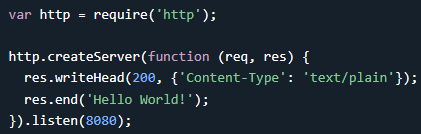 var http = require('http');

http.createServer(function (req, res) {
  res.writeHead(200, {'Content-Type': 'text/plain'});
  res.end('Hello World!');
}).listen(8080);